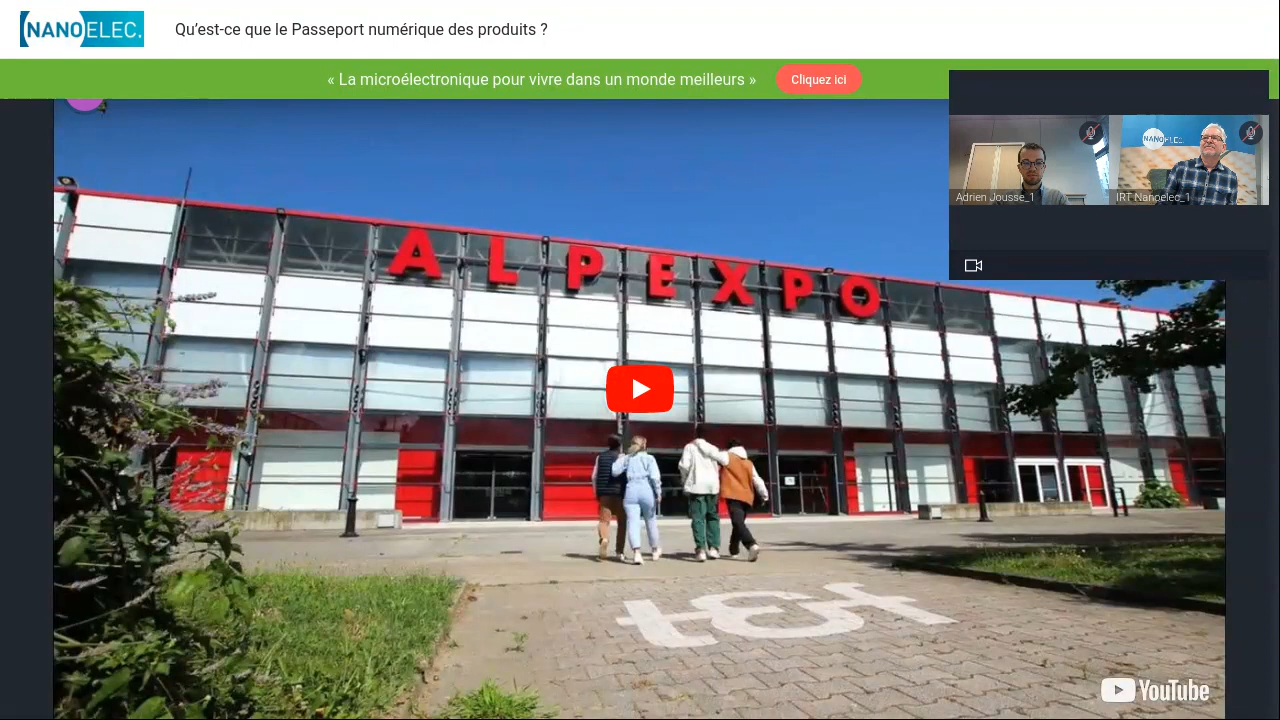 NANOELEC.
Qu’est-ce que le Passeport numérique des produits ?
« La microélectronique pour vivre dans un monde meilleurs »
Cliquez ici
NANOELEC.
Adrien Jousse_1
IRT Nanoelec_1
ALPEXPO
YouTube